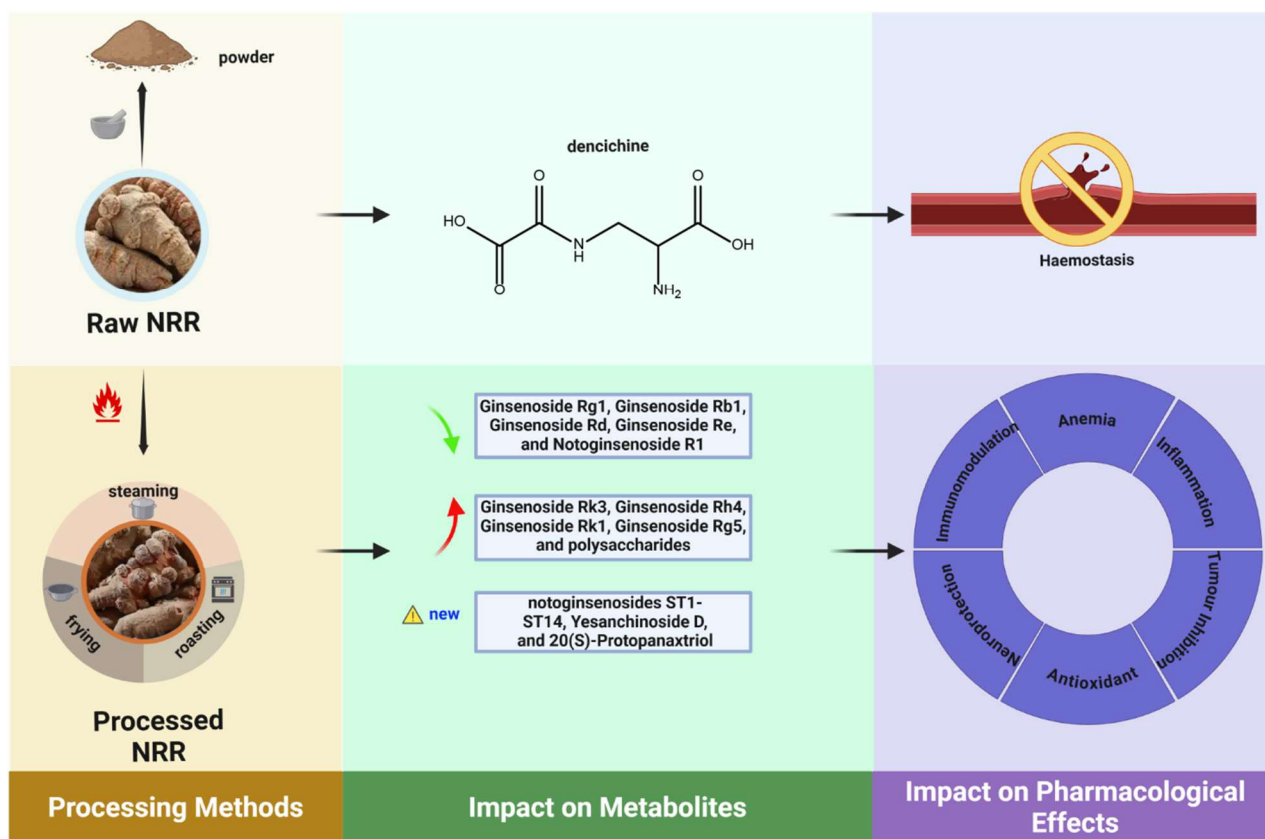 powder
Raw NRR
dencichine
O
O
HO
OH
N
H
O
NH2
Haemostasis
steaming
frying
roasting
Processed
NRR
Ginsenoside Rg1, Ginsenoside Rb1,
Ginsenoside Rd, Ginsenoside Re,
and Notoginsenoside R1
Ginsenoside Rk3, Ginsenoside Rh4,
Ginsenoside Rk1, Ginsenoside Rg5,
and polysaccharides
new
notoginsenosides ST1-
ST14, Yesanchinoside D,
and 20(S)-Protopanaxtriol
Anemia
Inflammation
Tumour Inhibition
Antioxidant
Neuroprotection
Immunomodulation
Processing Methods
Impact on Metabolites
Impact on Pharmacological
Effects